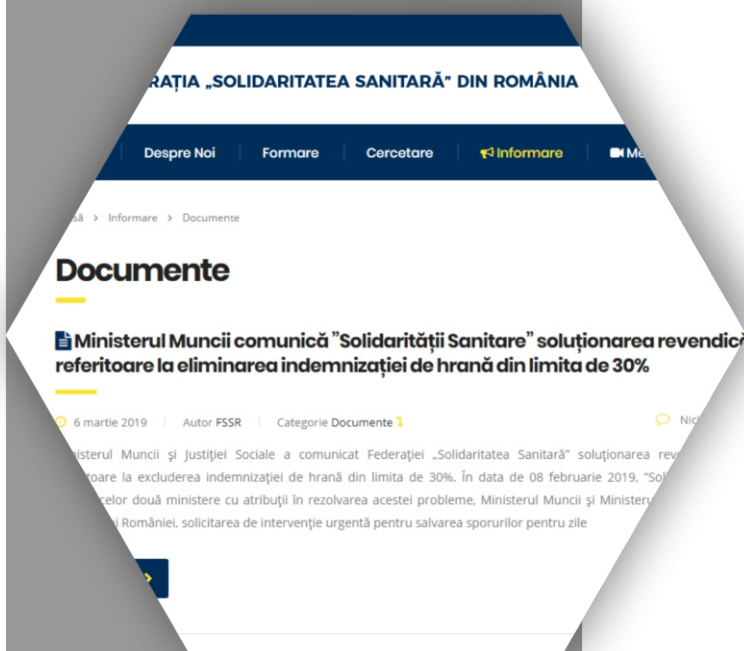 „SOLIDARITATEA SANITARĂ” DIN ROMÂNIA
Despre Noi Formare Cercetare Informare
Informare > Documente
Documente
Ministerul Muncii comunică ”Solidarității Sanitare” soluționarea
referitoare la eliminarea indemnizației de hrană din limita de 30%
6 martie 2019 Autor FSSR Categorie Documente
Muncii și Justiției Sociale a comunicat Federației „Solidaritatea Sanitară” soluționarea
la excluderea indemnizației de hrană din limita de 30%. În data de 08 februarie 2019,
celor două ministere cu atribuții în rezolvarea acestei probleme, Ministerul Muncii și
României, solicitarea de intervenție urgentă pentru salvarea sporurilor pentru zile